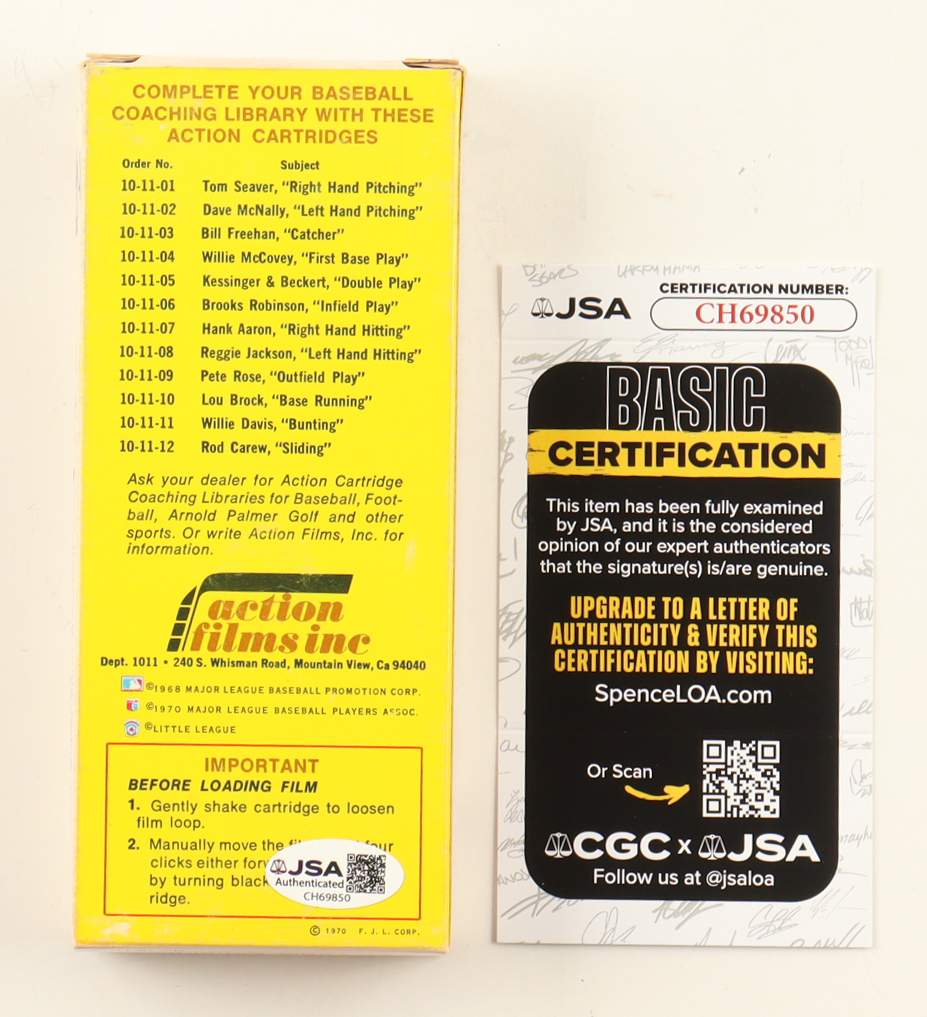 COMPLETE YOUR BASEBALL
COACHING LIBRARY WITH THESE
ACTION CARTRIDGES
Order No. Subject
10-11-01 Tom Seaver, “Right Hand Pitching”
10-11-02 Dave McNally, “Left Hand Pitching”
10-11-03 Bill Freehan, “Catcher”
10-11-04 Willie McCovey, “First Base Play”
10-11-05 Kessinger & Beckert, “Double Play”
10-11-06 Brooks Robinson, “Infield Play”
10-11-07 Hank Aaron, “Right Hand Hitting”
10-11-08 Reggie Jackson, “Left Hand Hitting”
10-11-09 Pete Rose, “Outfield Play”
10-11-10 Lou Brock, “Base Running”
10-11-11 Willie Davis, “Bunting”
10-11-12 Rod Carew, “Sliding”
Ask your dealer for Action Cartridge
Coaching Libraries for Baseball, Foot-
ball, Arnold Palmer Golf and other
sports. Or write Action Films, Inc. for
information.
action
films inc
Dept. 1011 • 240 S. Whisman Road, Mountain View, Ca 94040
©1968 MAJOR LEAGUE BASEBALL PROMOTION CORP.
©1970 MAJOR LEAGUE BASEBALL PLAYERS ASSOC.
©LITTLE LEAGUE
IMPORTANT
BEFORE LOADING FILM
1. Gently shake cartridge to loosen
film loop.
2. Manually move the four
clicks either
by turning black
ridge.
JSA
Authenticated
CH69850
© 1970 F. J. L. CORP.
JSA
CERTIFICATION NUMBER:
CH69850
BASIC
CERTIFICATION
This item has been fully examined
by JSA, and it is the considered
opinion of our expert authenticators
that the signature(s) is/are genuine.
UPGRADE TO A LETTER OF
AUTHENTICITY & VERIFY THIS
CERTIFICATION BY VISITING:
SpenceLOA.com
Or Scan
CGC x JSA
Follow us at @jsaloa